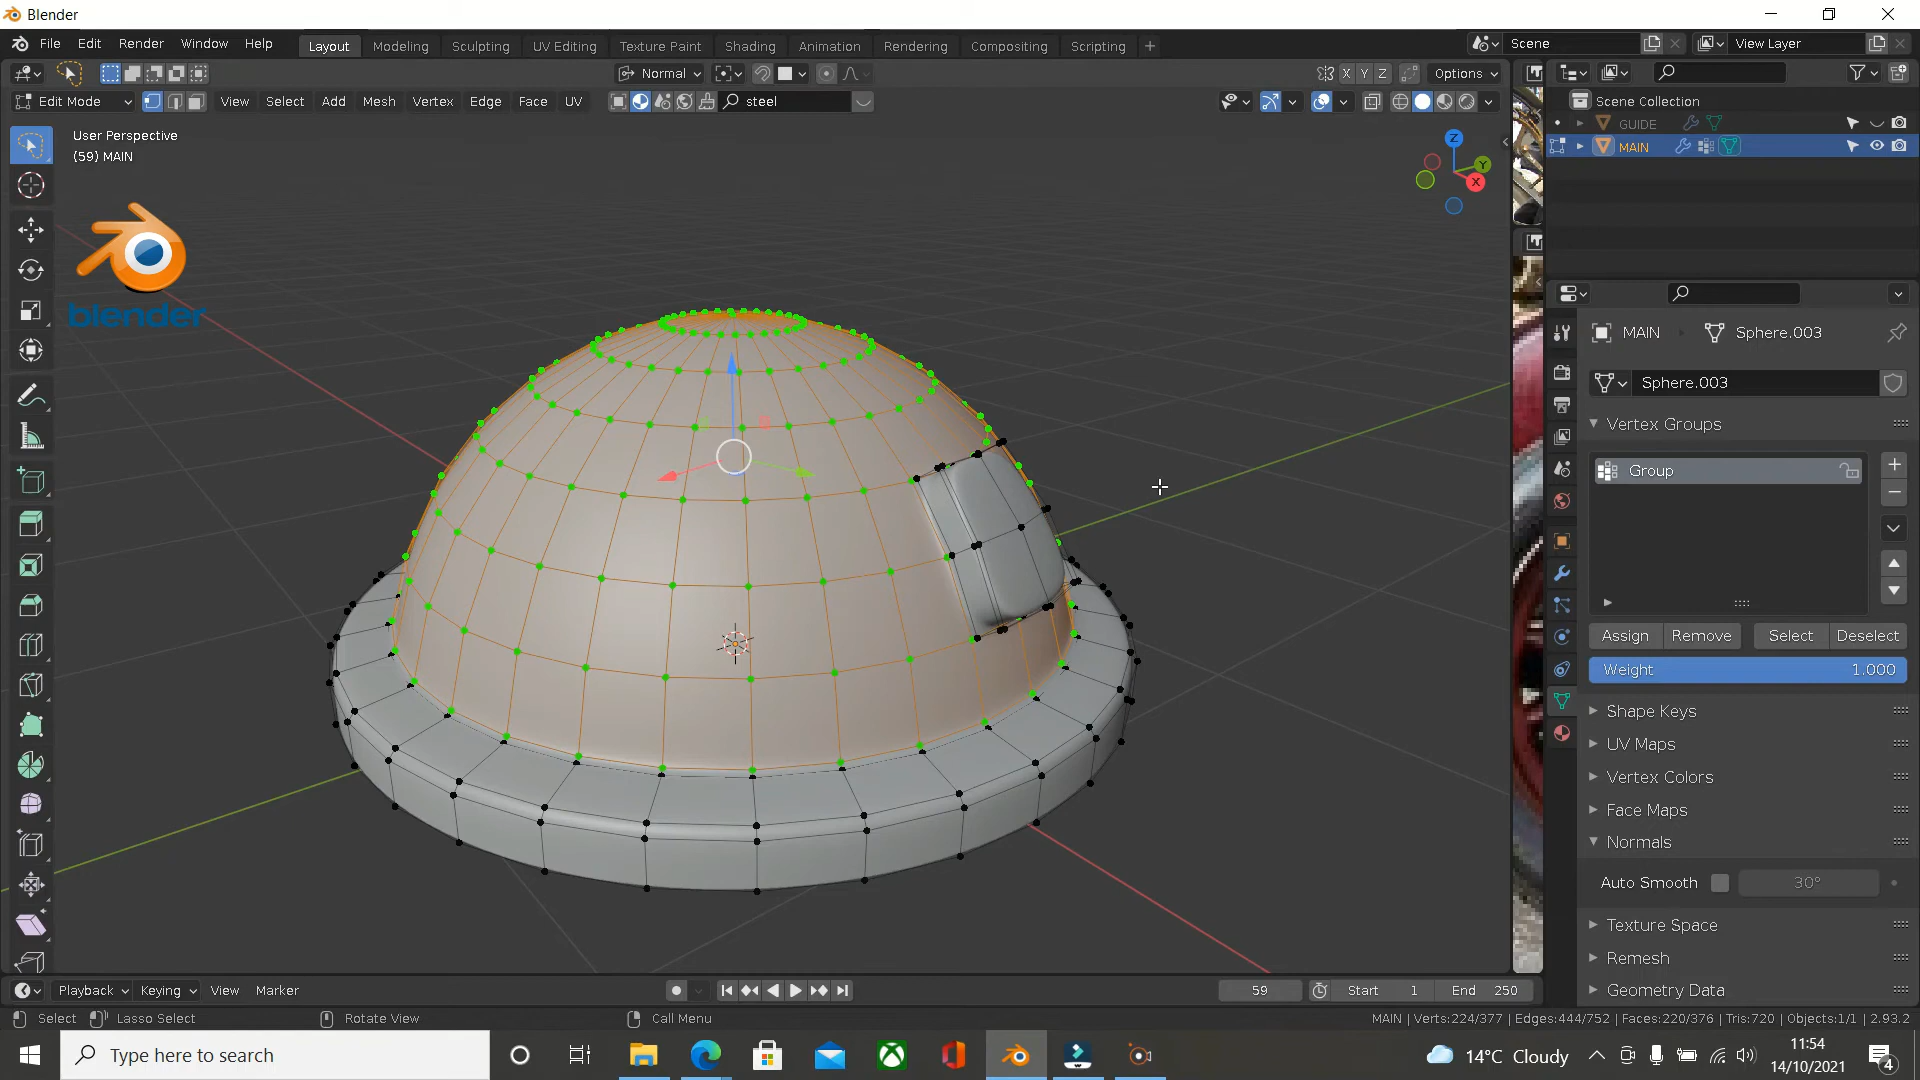 Blender
File Edit Render Window Help Layout Modeling Sculpting UV Editing Texture Paint Shading Animation Rendering Compositing Scripting + Scene View Layer
Normal X Y Z Options
Edit Mode View Select Add Mesh Vertex Edge Face UV steel
Scene Collection
GUIDE
MAIN
User Perspective
(59) MAIN
Z
Y
X
blender
MAIN Sphere.003
Sphere.003
Vertex Groups
Group
Assign Remove Select Deselect
Weight 1.000
Shape Keys
UV Maps
Vertex Colors
Face Maps
Normals
Auto Smooth 30°
Texture Space
Remesh
Geometry Data
Playback Keying View Marker 59 Start 1 End 250
Select Lasso Select Rotate View Call Menu MAIN | Verts:224/377 | Edges:444/752 | Faces:220/376 | Tris:720 | Objects:1/1 | 2.93.2
Type here to search 14°C Cloudy 11:54
14/10/2021 4